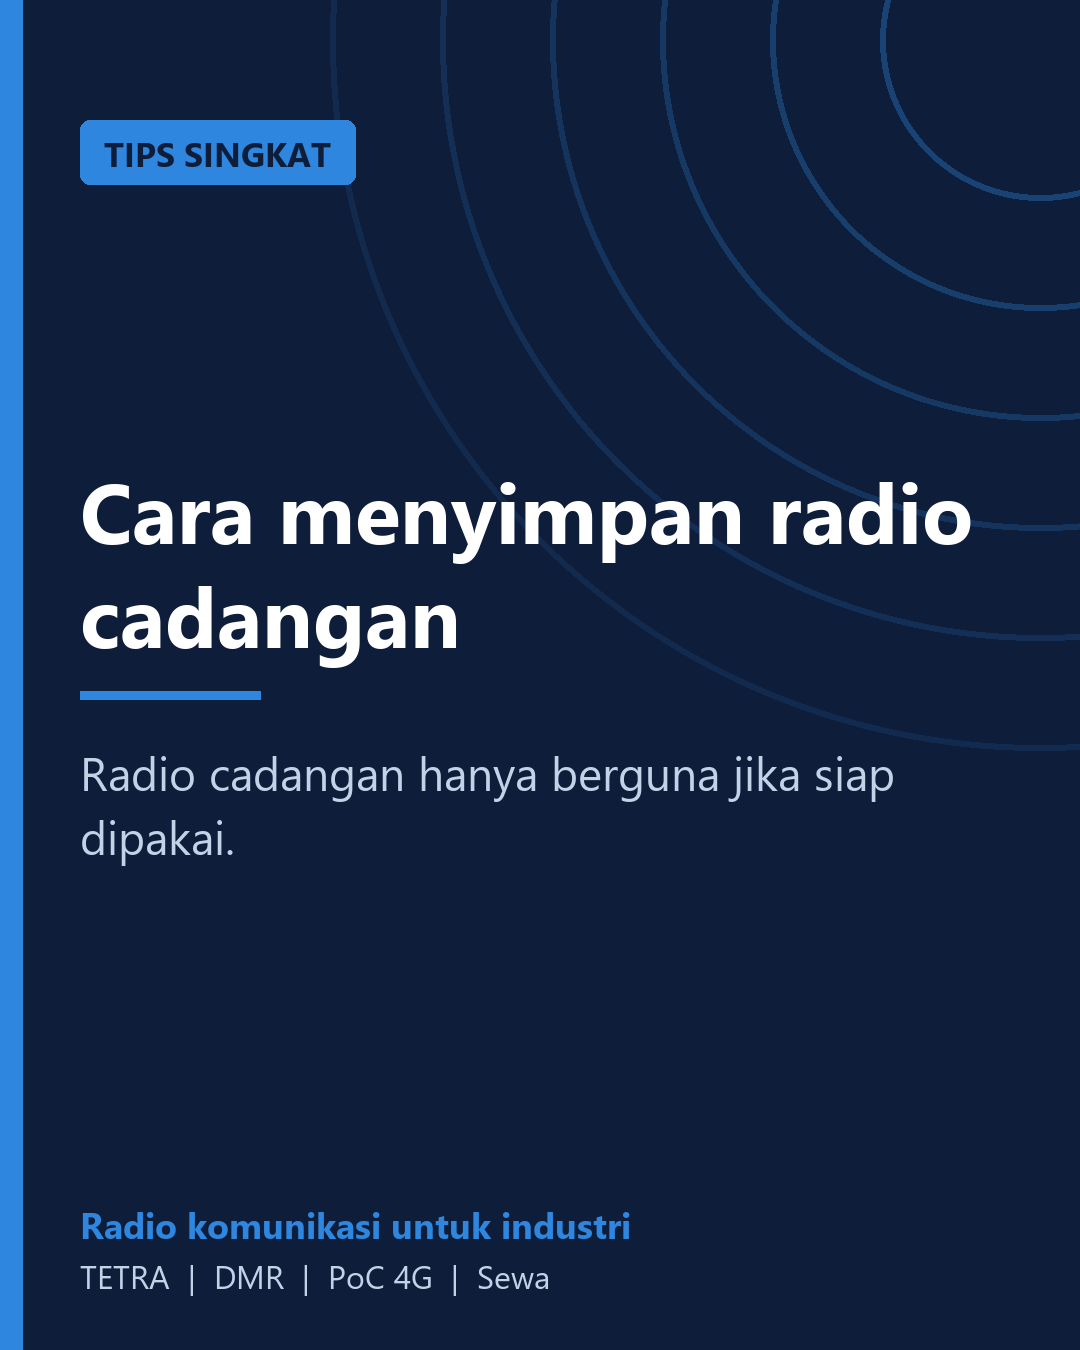 TIPS SINGKAT
Cara menyimpan radio
cadangan
Radio cadangan hanya berguna jika siap
dipakai.
Radio komunikasi untuk industri
TETRA | DMR | PoC 4G | Sewa